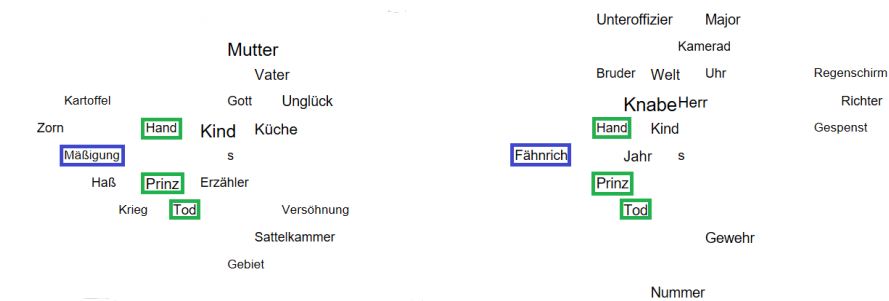 Mutter
Vater
Kartoffel Gott Unglück
Zorn Hand Kind Küche
Mäßigung s
Haß Prinz Erzähler
Krieg Tod Versöhnung
Sattelkammer
Gebiet
Unteroffizier Major
Kamerad
Bruder Welt Uhr Regenschirm
Knabe Herr Richter
Hand Kind Gespenst
Fähnrich Jahr s
Prinz
Tod
Gewehr
Nummer